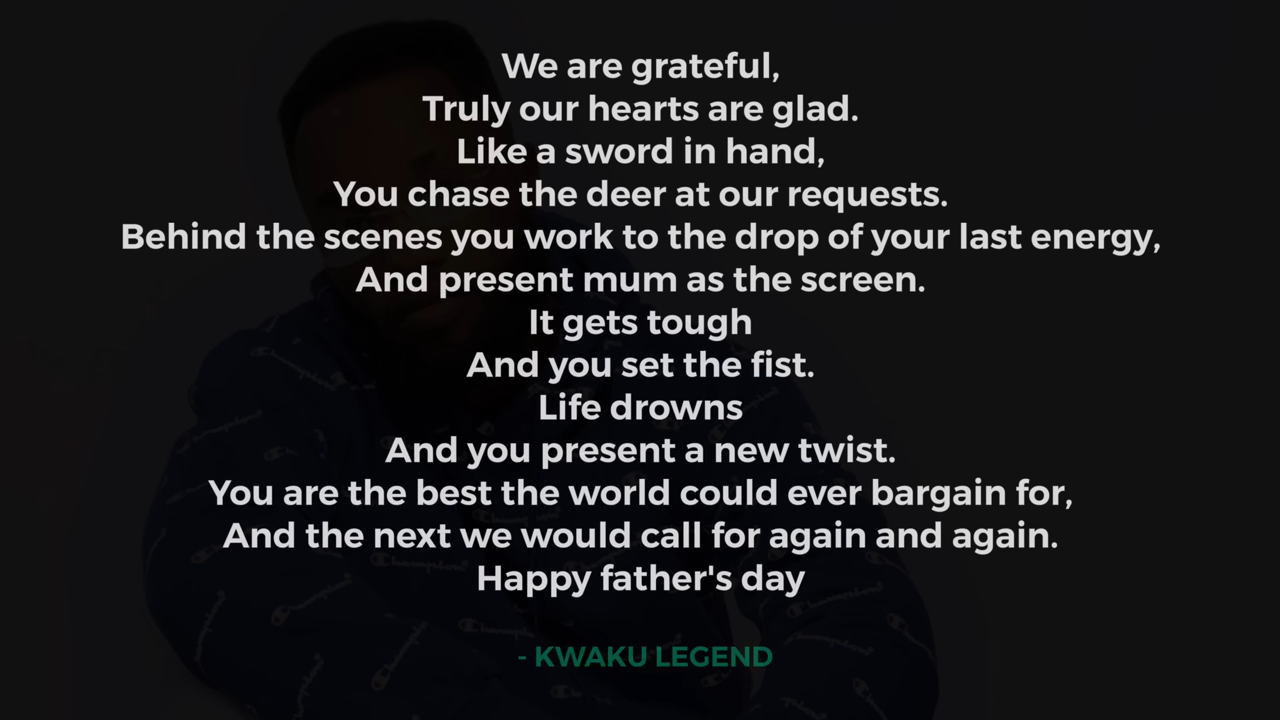 We are grateful,
Truly our hearts are glad.
Like a sword in hand,
You chase the deer at our requests.
Behind the scenes you work to the drop of your last energy,
And present mum as the screen.
It gets tough
And you set the fist.
Life drowns
And you present a new twist.
You are the best the world could ever bargain for,
And the next we would call for again and again.
Happy father's day
- KWAKU LEGEND